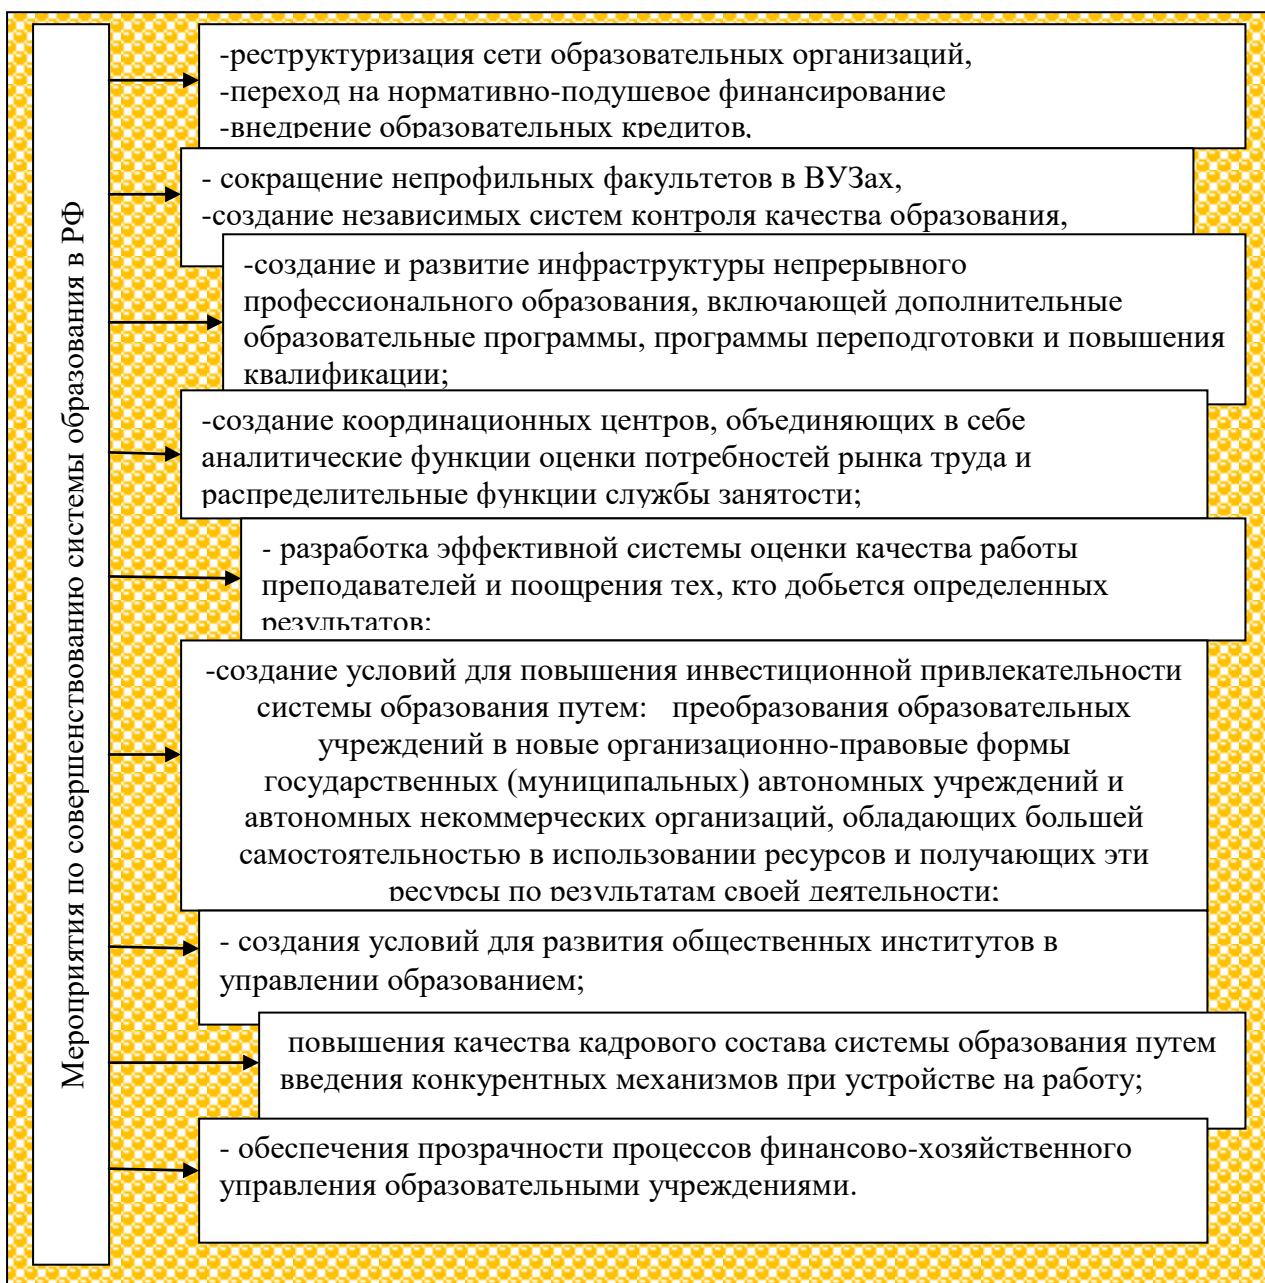 Мероприятия по совершенствованию системы образования в РФ
-реструктуризация сети образовательных организаций,
-переход на нормативно-подушевое финансирование
-внедрение образовательных кредитов,
- сокращение непрофильных факультетов в ВУЗах,
-создание независимых систем контроля качества образования,
-создание и развитие инфраструктуры непрерывного
профессионального образования, включающей дополнительные
образовательные программы, программы переподготовки и повышения
квалификации;
-создание координационных центров, объединяющих в себе
аналитические функции оценки потребностей рынка труда и
распределительные функции службы занятости;
- разработка эффективной системы оценки качества работы
преподавателей и поощрения тех, кто добьется определенных
результатов;
-создание условий для повышения инвестиционной привлекательности
системы образования путем: преобразования образовательных
учреждений в новые организационно-правовые формы
государственных (муниципальных) автономных учреждений и
автономных некоммерческих организаций, обладающих большей
самостоятельностью в использовании ресурсов и получающих эти
ресурсы по результатам своей деятельности;
- создания условий для развития общественных институтов в
управлении образованием;
повышения качества кадрового состава системы образования путем
введения конкурентных механизмов при устройстве на работу;
- обеспечения прозрачности процессов финансово-хозяйственного
управления образовательными учреждениями.